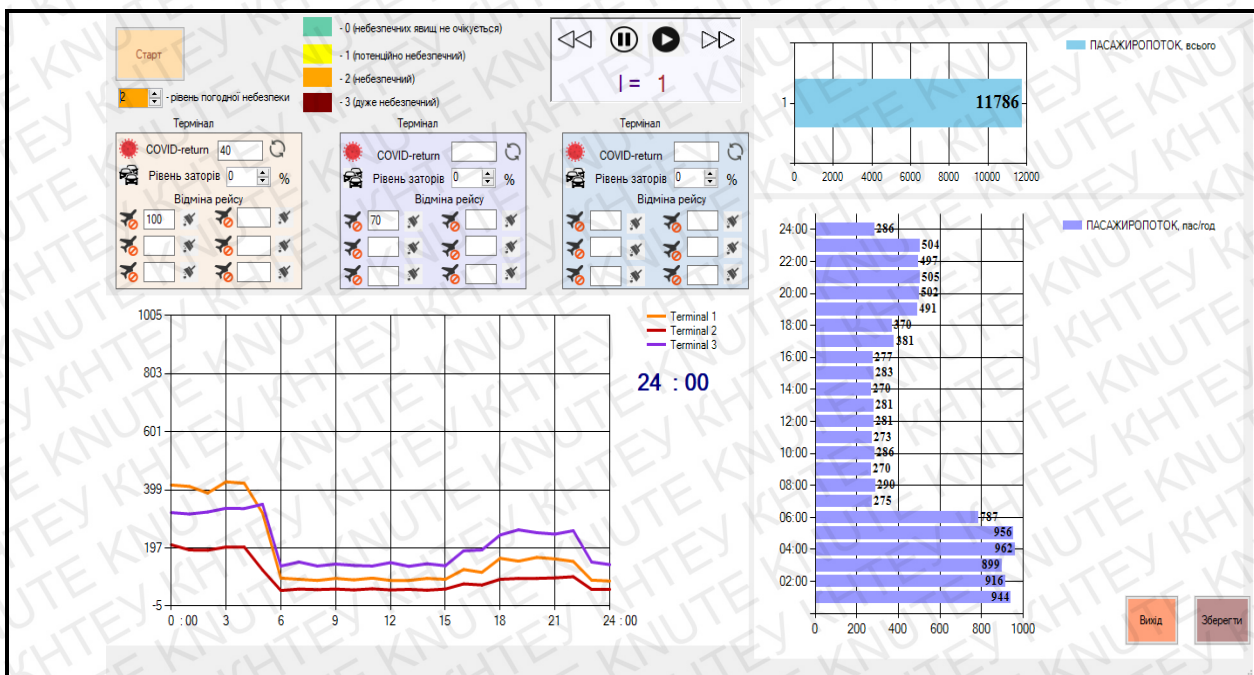 Старт
2 - рівень погодної небезпеки
- 0 (небезпечних явищ не очікується)
- 1 (потенційно небезпечний)
- 2 (небезпечний)
- 3 (дуже небезпечний)
I = 1
Термінал
COVID-return 40
Рівень заторів 0 %
Відміна рейсу
100
Термінал
COVID-return
Рівень заторів 0 %
Відміна рейсу
70
Термінал
COVID-return
Рівень заторів 0 %
Відміна рейсу
1005
803
601
399
197
-5
0 : 00 3 6 9 12 15 18 21 24 : 00
Terminal 1
Terminal 2
Terminal 3
24 : 00
1
11786
0 2000 4000 6000 8000 10000 12000
ПАСАЖИРОПОТОК, всього
24:00 286
504
22:00 497
505
20:00 502
491
18:00 370
381
16:00 277
283
14:00 270
281
12:00 281
273
10:00 286
270
08:00 290
275
06:00 787
956
04:00 962
899
02:00 916
944
0 200 400 600 800 1000
ПАСАЖИРОПОТОК, пас/год
Вихід
Зберегти
KNUTEY KHTEY KNUTEY KHTEY